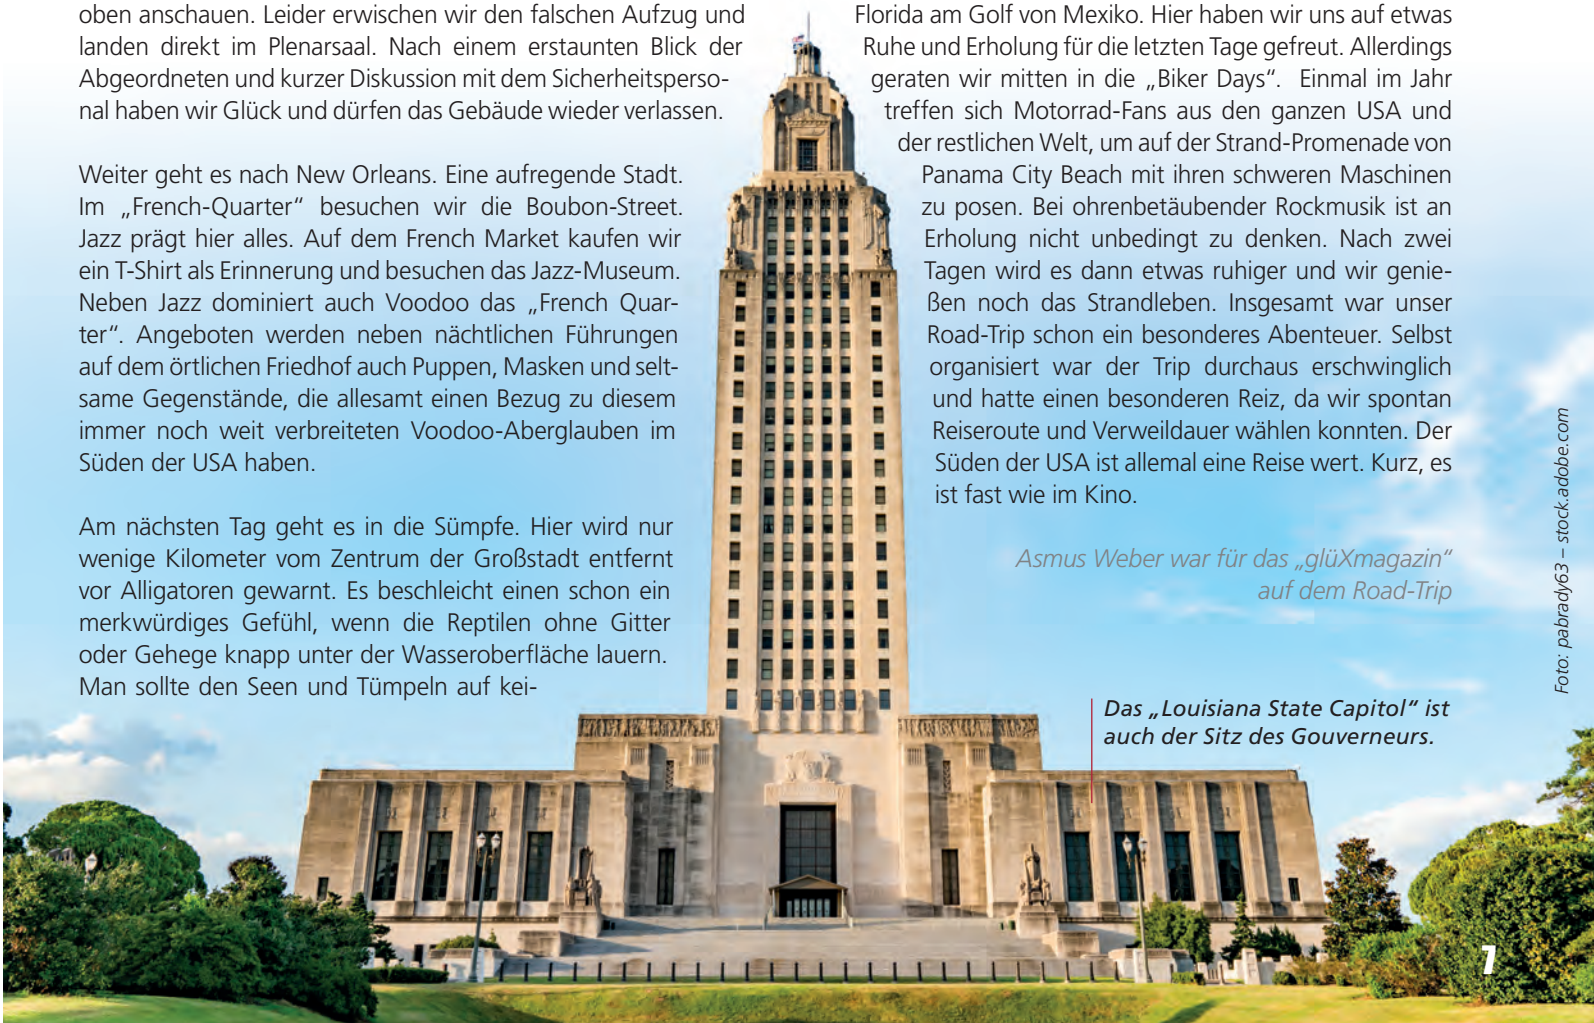 oben anschauen. Leider erwischen wir den falschen Aufzug und
landen direkt im Plenarsaal. Nach einem erstaunten Blick der
Abgeordneten und kurzer Diskussion mit dem Sicherheitsperso-
nal haben wir Glück und dürfen das Gebäude wieder verlassen.

Weiter geht es nach New Orleans. Eine aufregende Stadt.
Im „French-Quarter“ besuchen wir die Boubon-Street.
Jazz prägt hier alles. Auf dem French Market kaufen wir
ein T-Shirt als Erinnerung und besuchen das Jazz-Museum.
Neben Jazz dominiert auch Voodoo das „French Quar-
ter“. Angeboten werden neben nächtlichen Führungen
auf dem örtlichen Friedhof auch Puppen, Masken und selt-
same Gegenstände, die allesamt einen Bezug zu diesem
immer noch weit verbreiteten Voodoo-Aberglauben im
Süden der USA haben.

Am nächsten Tag geht es in die Sümpfe. Hier wird nur
wenige Kilometer vom Zentrum der Großstadt entfernt
vor Alligatoren gewarnt. Es beschleicht einen schon ein
merkwürdiges Gefühl, wenn die Reptilen ohne Gitter
oder Gehege knapp unter der Wasseroberfläche lauern.
Man sollte den Seen und Tümpeln auf kei-

Florida am Golf von Mexiko. Hier haben wir uns auf etwas
Ruhe und Erholung für die letzten Tage gefreut. Allerdings
geraten wir mitten in die „Biker Days“. Einmal im Jahr
treffen sich Motorrad-Fans aus den ganzen USA und
der restlichen Welt, um auf der Strand-Promenade von
Panama City Beach mit ihren schweren Maschinen
zu posen. Bei ohrenbetäubender Rockmusik ist an
Erholung nicht unbedingt zu denken. Nach zwei
Tagen wird es dann etwas ruhiger und wir genie-
ßen noch das Strandleben. Insgesamt war unser
Road-Trip schon ein besonderes Abenteuer. Selbst
organisiert war der Trip durchaus erschwinglich
und hatte einen besonderen Reiz, da wir spontan
Reiseroute und Verweildauer wählen konnten. Der
Süden der USA ist allemal eine Reise wert. Kurz, es
ist fast wie im Kino.

Asmus Weber war für das „glüXmagazin“
auf dem Road-Trip

Das „Louisiana State Capitol“ ist
auch der Sitz des Gouverneurs.

Foto: pabrady63 – stock.adobe.com

7